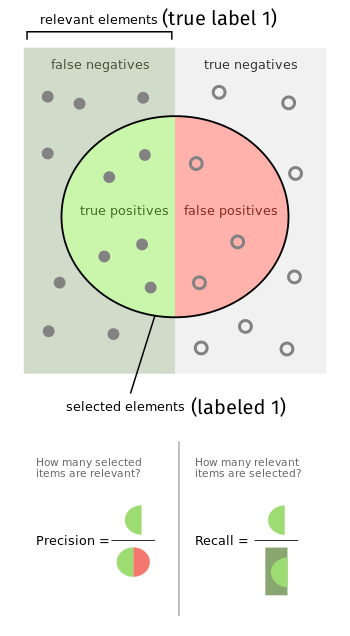 relevant elements (true label 1)
false negatives
true negatives
true positives
false positives
selected elements (labeled 1)
How many selected
items are relevant?
How many relevant
items are selected?
Precision =
Recall =